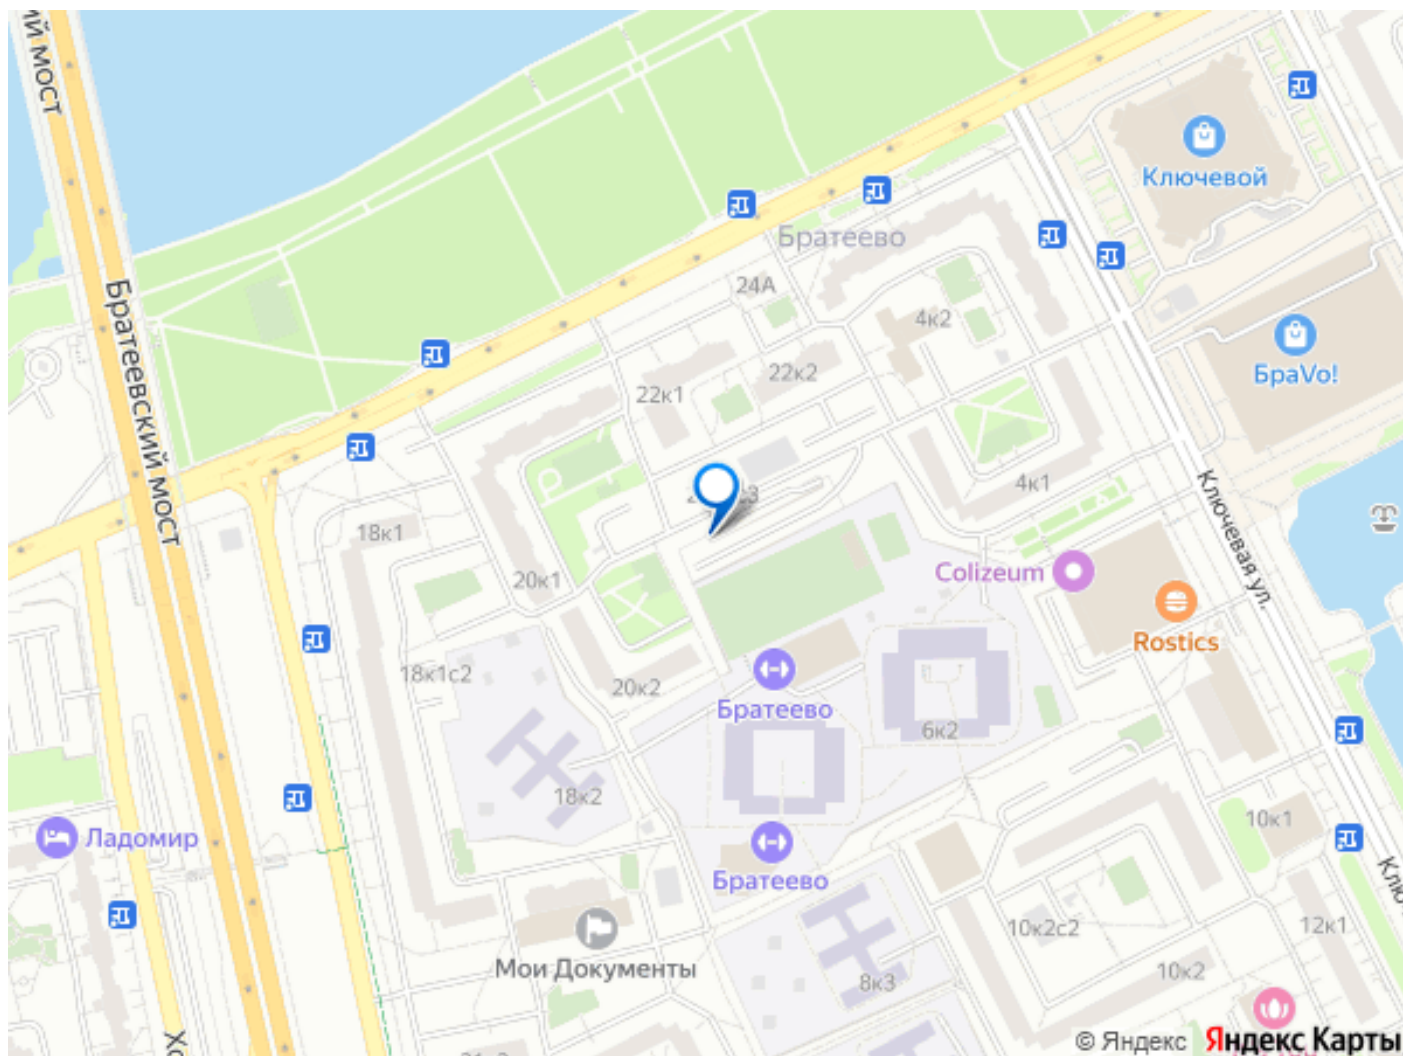 ий мост
Ключевой
Братеево
24А
4к2
Братеевский мост
БраVo!
22к2
22к1
4к1
Ключевая ул.
18к1
Colizeum
20к1
Rostics
18к1с2
20к2
Братеево
6к2
18к2
Ладомир
10к1
Братеево
10к2с2
12к1
Мои Документы
10к2
8к3
© Яндекс
Яндекс Карты